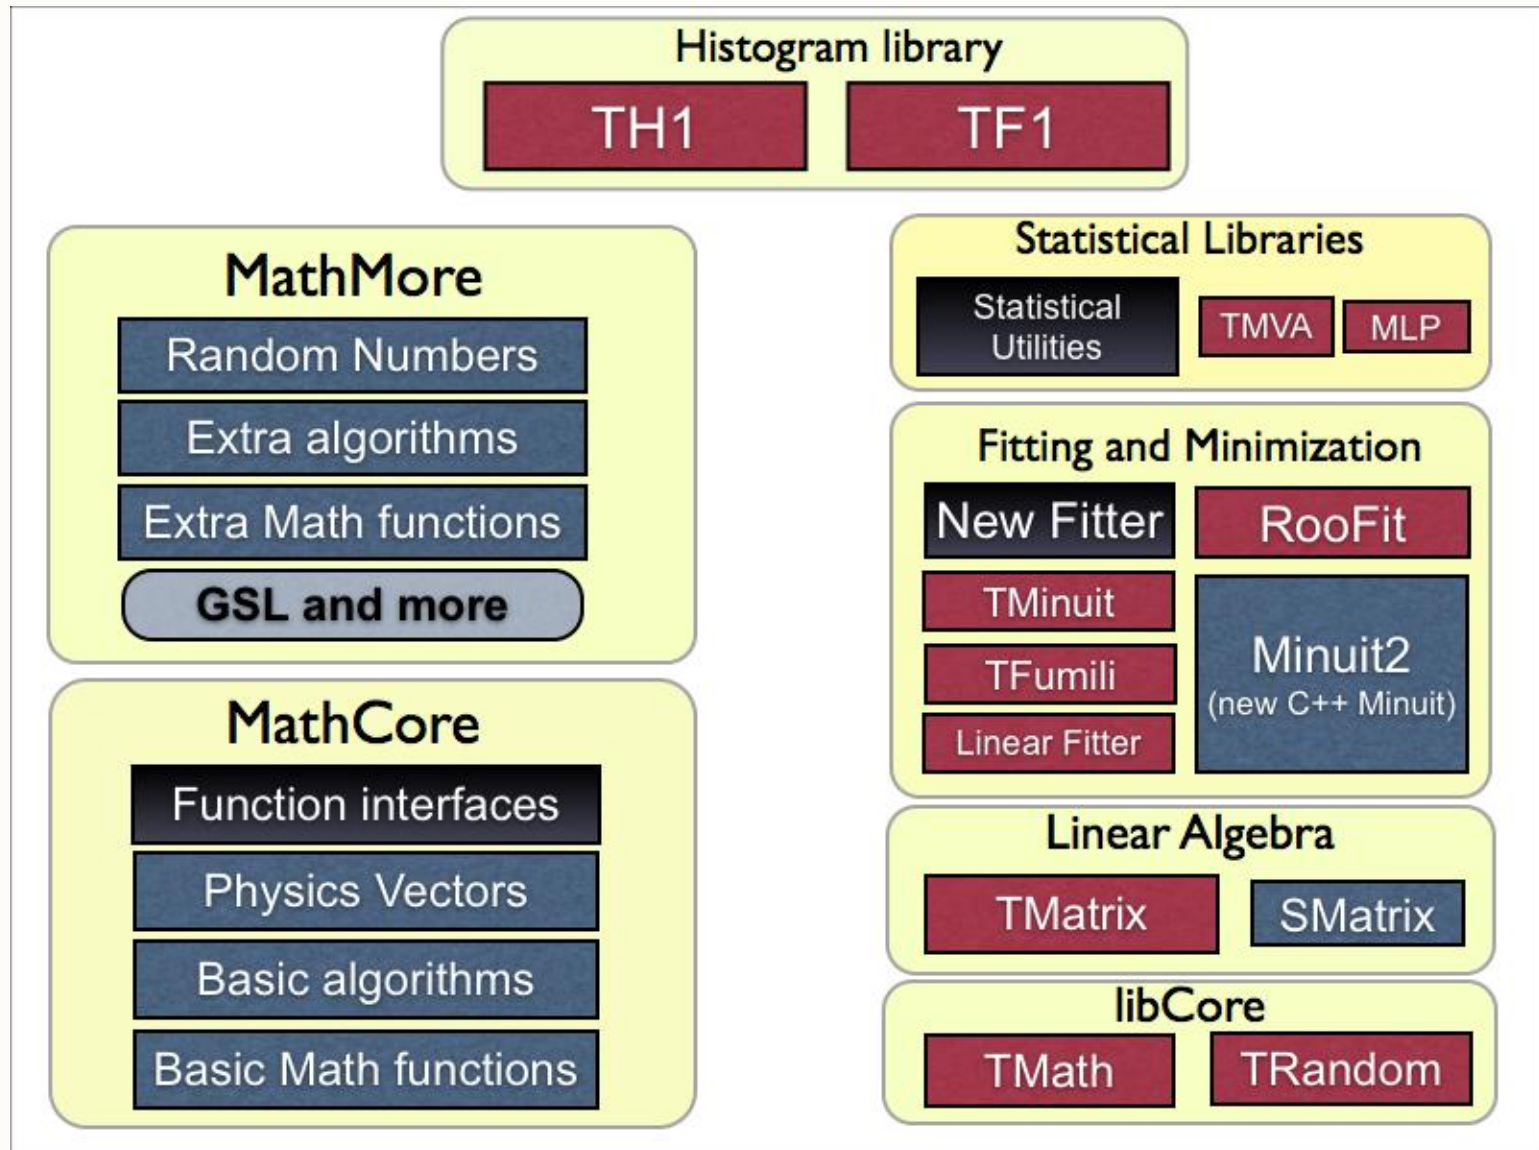 Histogram library
TH1
TF1
MathMore
Random Numbers
Extra algorithms
Extra Math functions
GSL and more
MathCore
Function interfaces
Physics Vectors
Basic algorithms
Basic Math functions
Statistical Libraries
Statistical
Utilities
TMVA
MLP
Fitting and Minimization
New Fitter
RooFit
TMinuit
TFumili
Linear Fitter
Minuit2
(new C++ Minuit)
Linear Algebra
TMatrix
SMatrix
libCore
TMath
TRandom